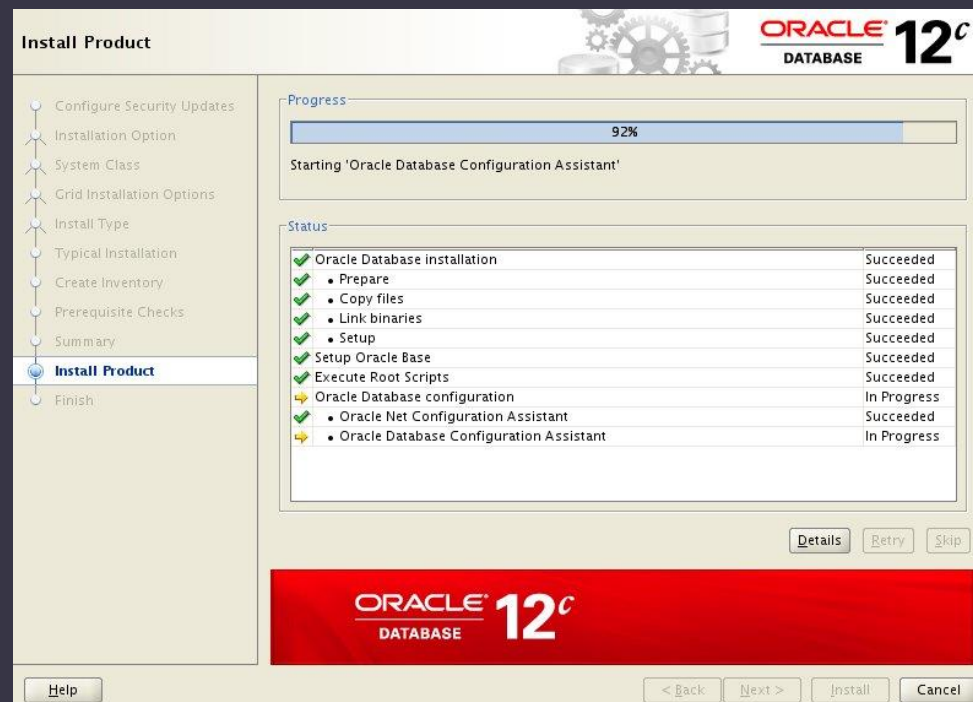 Install Product
ORACLE DATABASE 12c
Configure Security Updates
Installation Option
System Class
Grid Installation Options
Install Type
Typical Installation
Create Inventory
Prerequisite Checks
Summary
Install Product
Finish
Progress
92%
Starting 'Oracle Database Configuration Assistant'
Status
Oracle Database installation Succeeded
• Prepare Succeeded
• Copy files Succeeded
• Link binaries Succeeded
• Setup Succeeded
Setup Oracle Base Succeeded
Execute Root Scripts Succeeded
Oracle Database configuration In Progress
• Oracle Net Configuration Assistant Succeeded
• Oracle Database Configuration Assistant In Progress
Details Retry Skip
ORACLE DATABASE 12c
Help < Back Next > Install Cancel